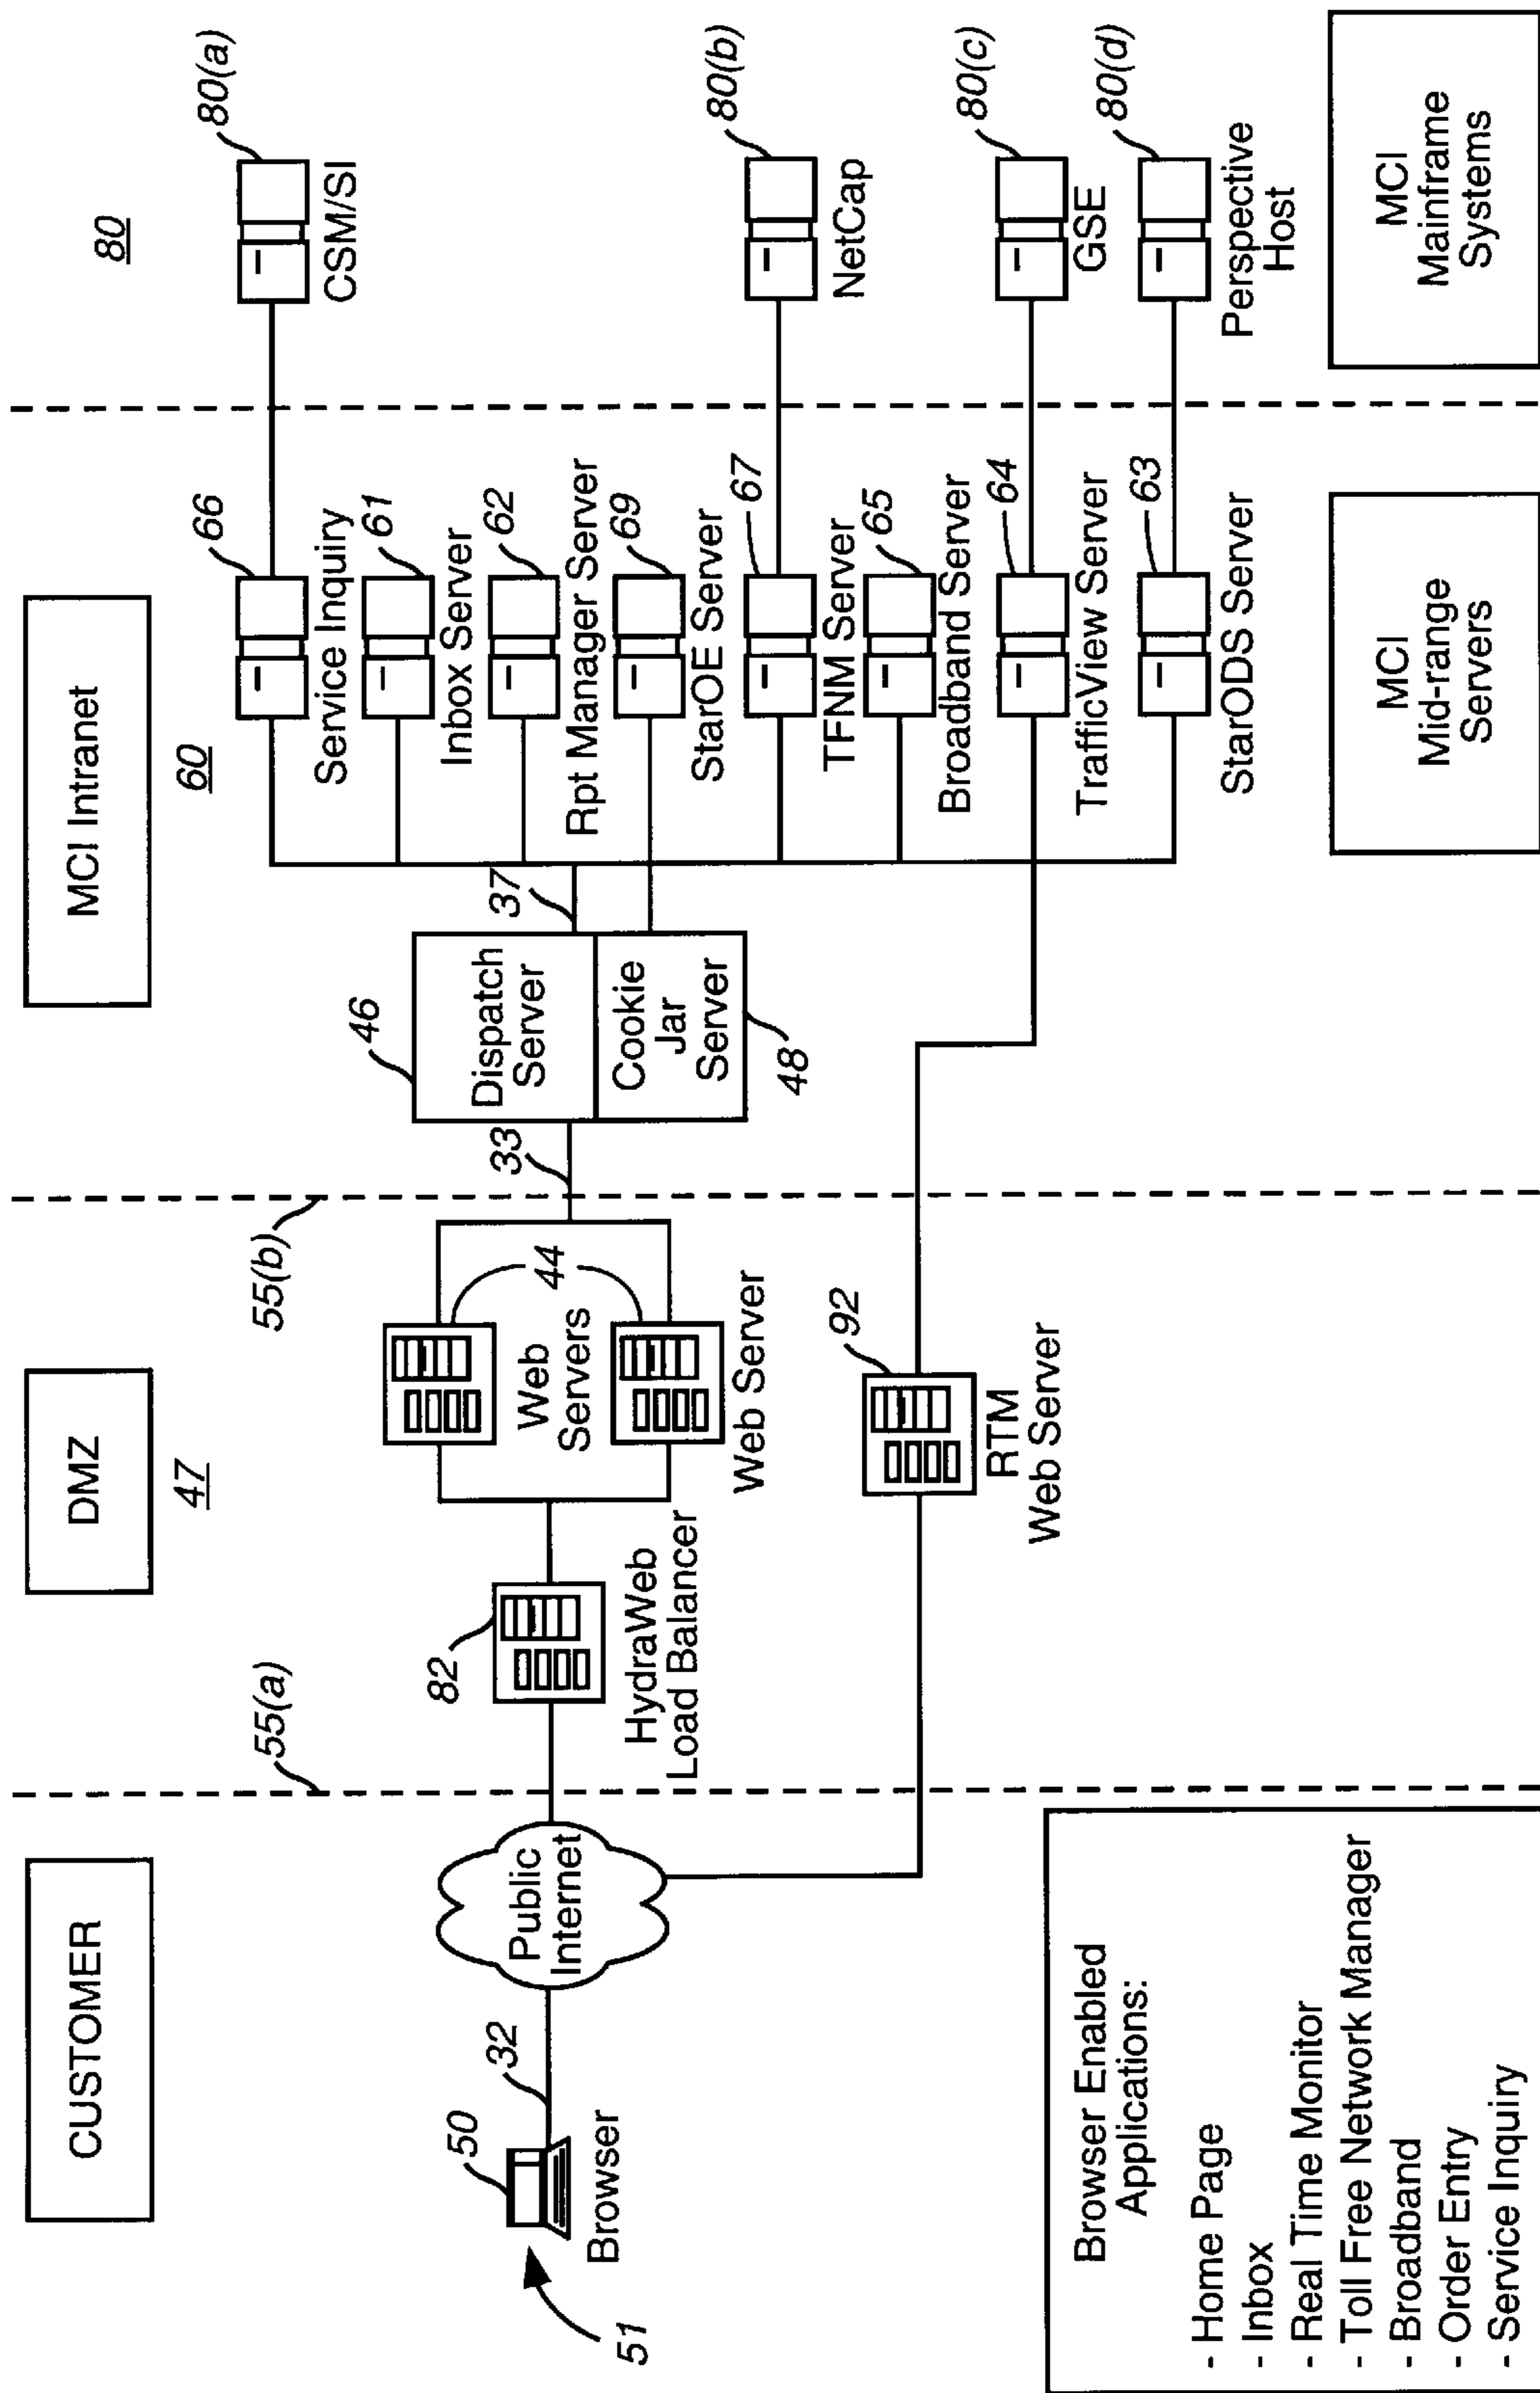 CUSTOMER
DMZ
MCI Intranet
47
60
80
51
50
Browser
32
Public
Internet
55(a)
82
HydraWeb
Load Balancer
44
Web
Servers
Web Server
92
RTM
Web Server
55(b)
33
46
Dispatch
Server
Cookie
Jar
Server
48
37
66
Service Inquiry
61
Inbox Server
62
Rpt Manager Server
69
StarOE Server
67
TFNM Server
65
Broadband Server
64
TrafficView Server
63
StarODS Server
80(a)
CSM/SI
80(b)
NetCap
80(c)
GSE
80(d)
Perspective
Host
Browser Enabled
Applications:
- Home Page
- Inbox
- Real Time Monitor
- Toll Free Network Manager
- Broadband
- Order Entry
- Service Inquiry
MCI
Mid-range
Servers
MCI
Mainframe
Systems